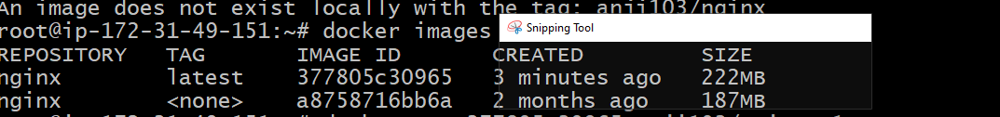 An image does not exist locally with the tag: anji103/nginx
root@ip-172-31-49-151:~# docker images
Snipping Tool
REPOSITORY TAG IMAGE ID CREATED SIZE
nginx latest 377805c30965 3 minutes ago 222MB
nginx <none> a8758716bb6a 2 months ago 187MB